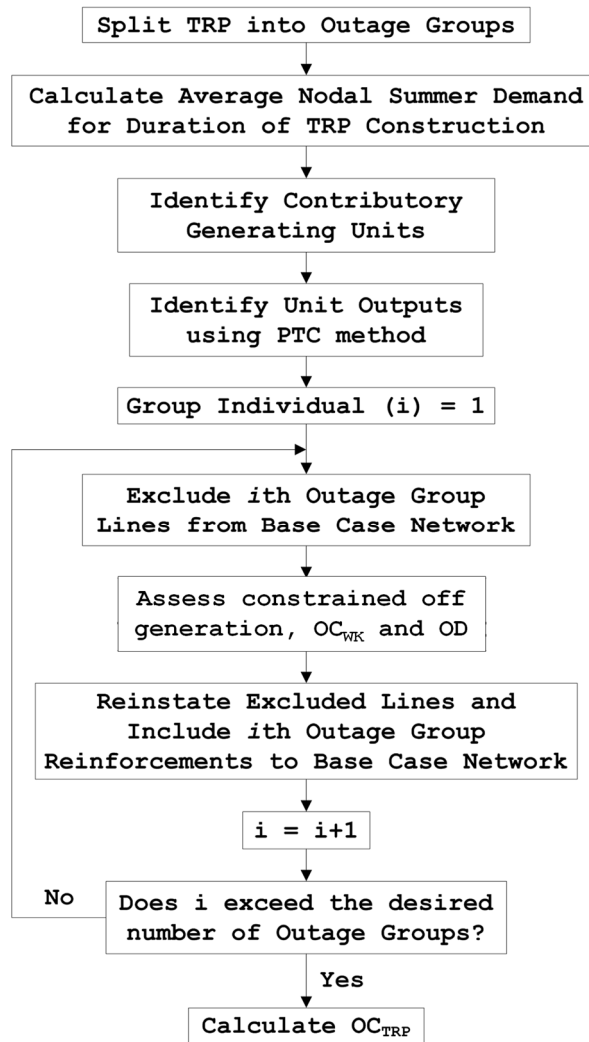 Split TRP into Outage Groups
Calculate Average Nodal Summer Demand
for Duration of TRP Construction
Identify Contributory
Generating Units
Identify Unit Outputs
using PTC method
Group Individual (i) = 1
Exclude ith Outage Group
Lines from Base Case Network
Assess constrained off
generation, OCWK and OD
Reinstate Excluded Lines and
Include ith Outage Group
Reinforcements to Base Case Network
i = i+1
No
Does i exceed the desired
number of Outage Groups?
Yes
Calculate OCTRP